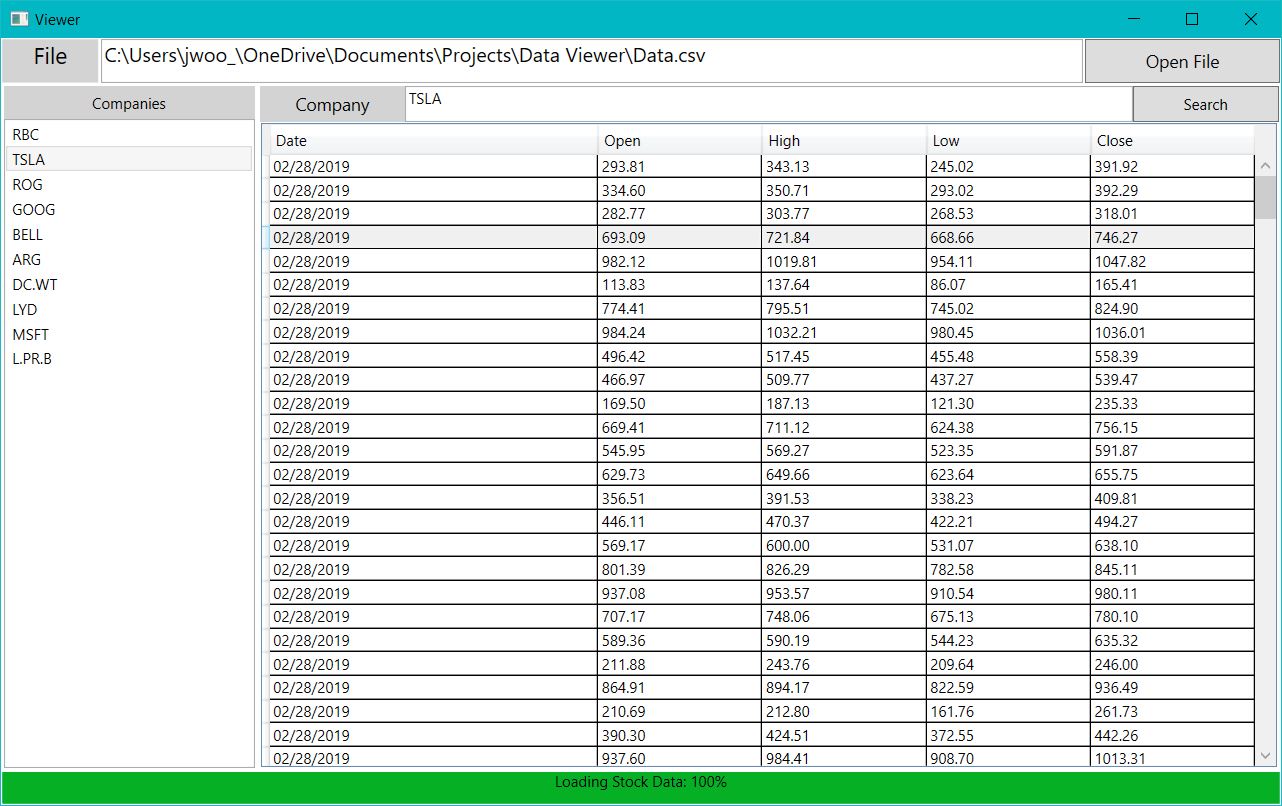 Viewer
File C:\Users\jwoo_\OneDrive\Documents\Projects\Data Viewer\Data.csv Open File
Companies
RBC
TSLA
ROG
GOOG
BELL
ARG
DC.WT
LYD
MSFT
L.PR.B
Company TSLA Search
Date Open High Low Close
02/28/2019 293.81 343.13 245.02 391.92
02/28/2019 334.60 350.71 293.02 392.29
02/28/2019 282.77 303.77 268.53 318.01
02/28/2019 693.09 721.84 668.66 746.27
02/28/2019 982.12 1019.81 954.11 1047.82
02/28/2019 113.83 137.64 86.07 165.41
02/28/2019 774.41 795.51 745.02 824.90
02/28/2019 984.24 1032.21 980.45 1036.01
02/28/2019 496.42 517.45 455.48 558.39
02/28/2019 466.97 509.77 437.27 539.47
02/28/2019 169.50 187.13 121.30 235.33
02/28/2019 669.41 711.12 624.38 756.15
02/28/2019 545.95 569.27 523.35 591.87
02/28/2019 629.73 649.66 623.64 655.75
02/28/2019 356.51 391.53 338.23 409.81
02/28/2019 446.11 470.37 422.21 494.27
02/28/2019 569.17 600.00 531.07 638.10
02/28/2019 801.39 826.29 782.58 845.11
02/28/2019 937.08 953.57 910.54 980.11
02/28/2019 707.17 748.06 675.13 780.10
02/28/2019 589.36 590.19 544.23 635.32
02/28/2019 211.88 243.76 209.64 246.00
02/28/2019 864.91 894.17 822.59 936.49
02/28/2019 210.69 212.80 161.76 261.73
02/28/2019 390.30 424.51 372.55 442.26
02/28/2019 937.60 984.41 908.70 1013.31
Loading Stock Data: 100%